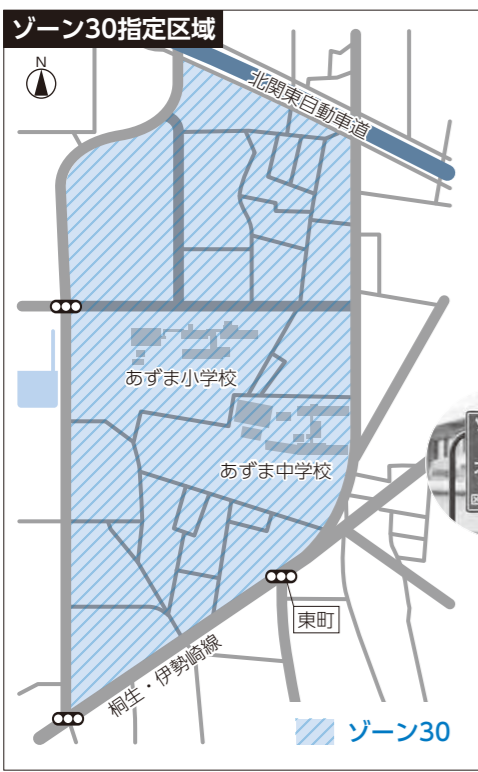 ゾーン30指定区域
N
北関東自動車道
あずま小学校
あずま中学校
東町
桐生・伊勢崎線
ゾーン30